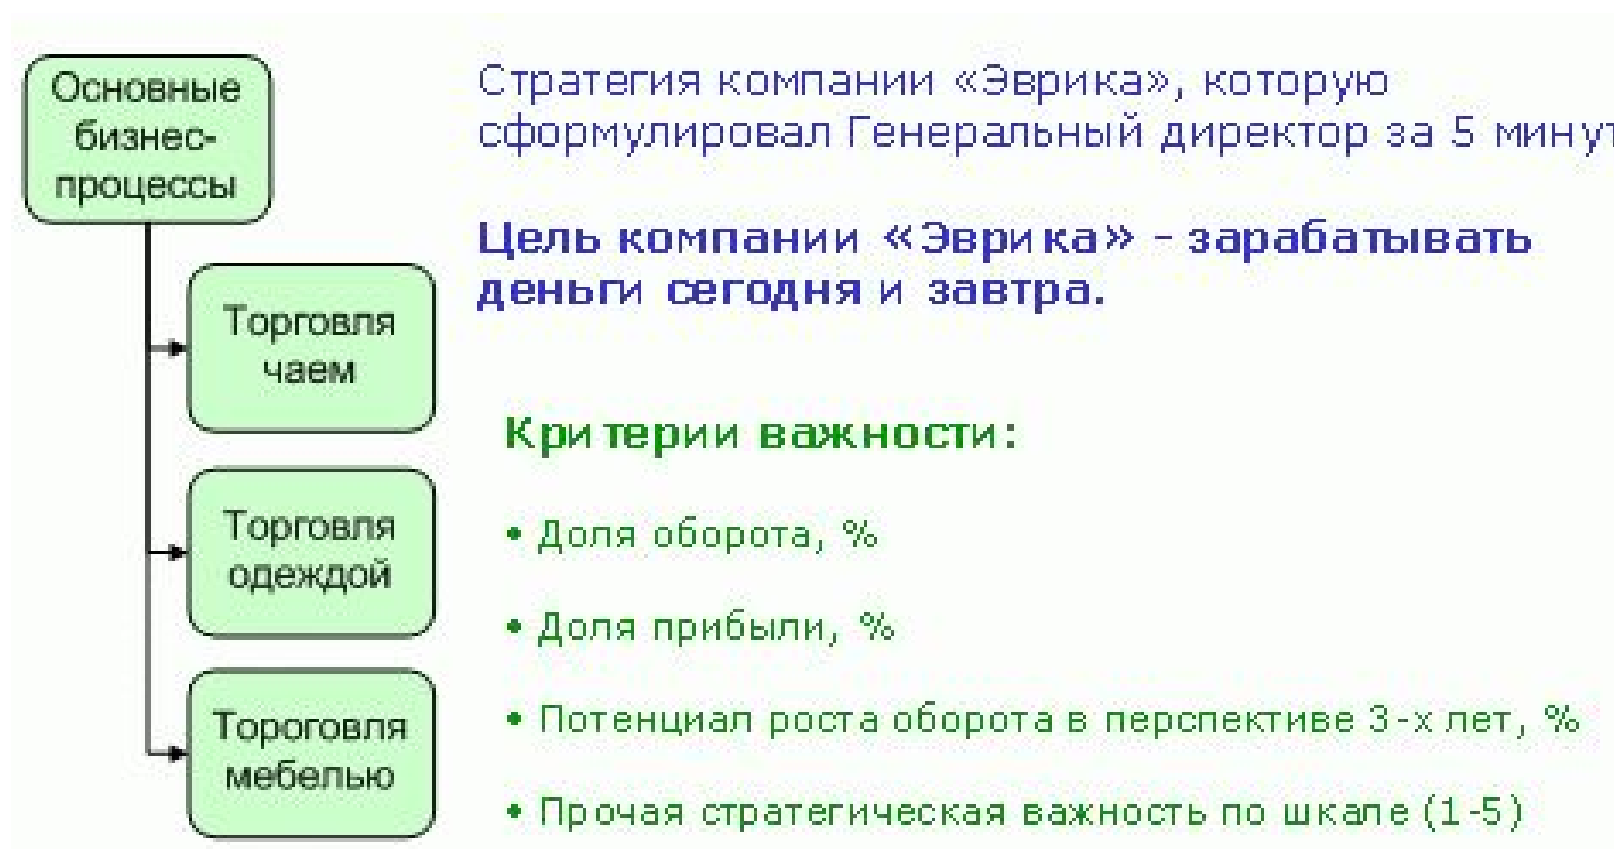 Основные
бизнес-
процессы
Торговля
чаем
Торговля
одеждой
Тороговля
мебелью
Стратегия компании «Эврика», которую
сформулировал Генеральный директор за 5 минут
Цель компании «Эврика» - зарабатывать
деньги сегодня и завтра.
Критерии важности:
• Доля оборота, %
• Доля прибыли, %
• Потенциал роста оборота в перспективе 3-х лет, %
• Прочая стратегическая важность по шкале (1-5)